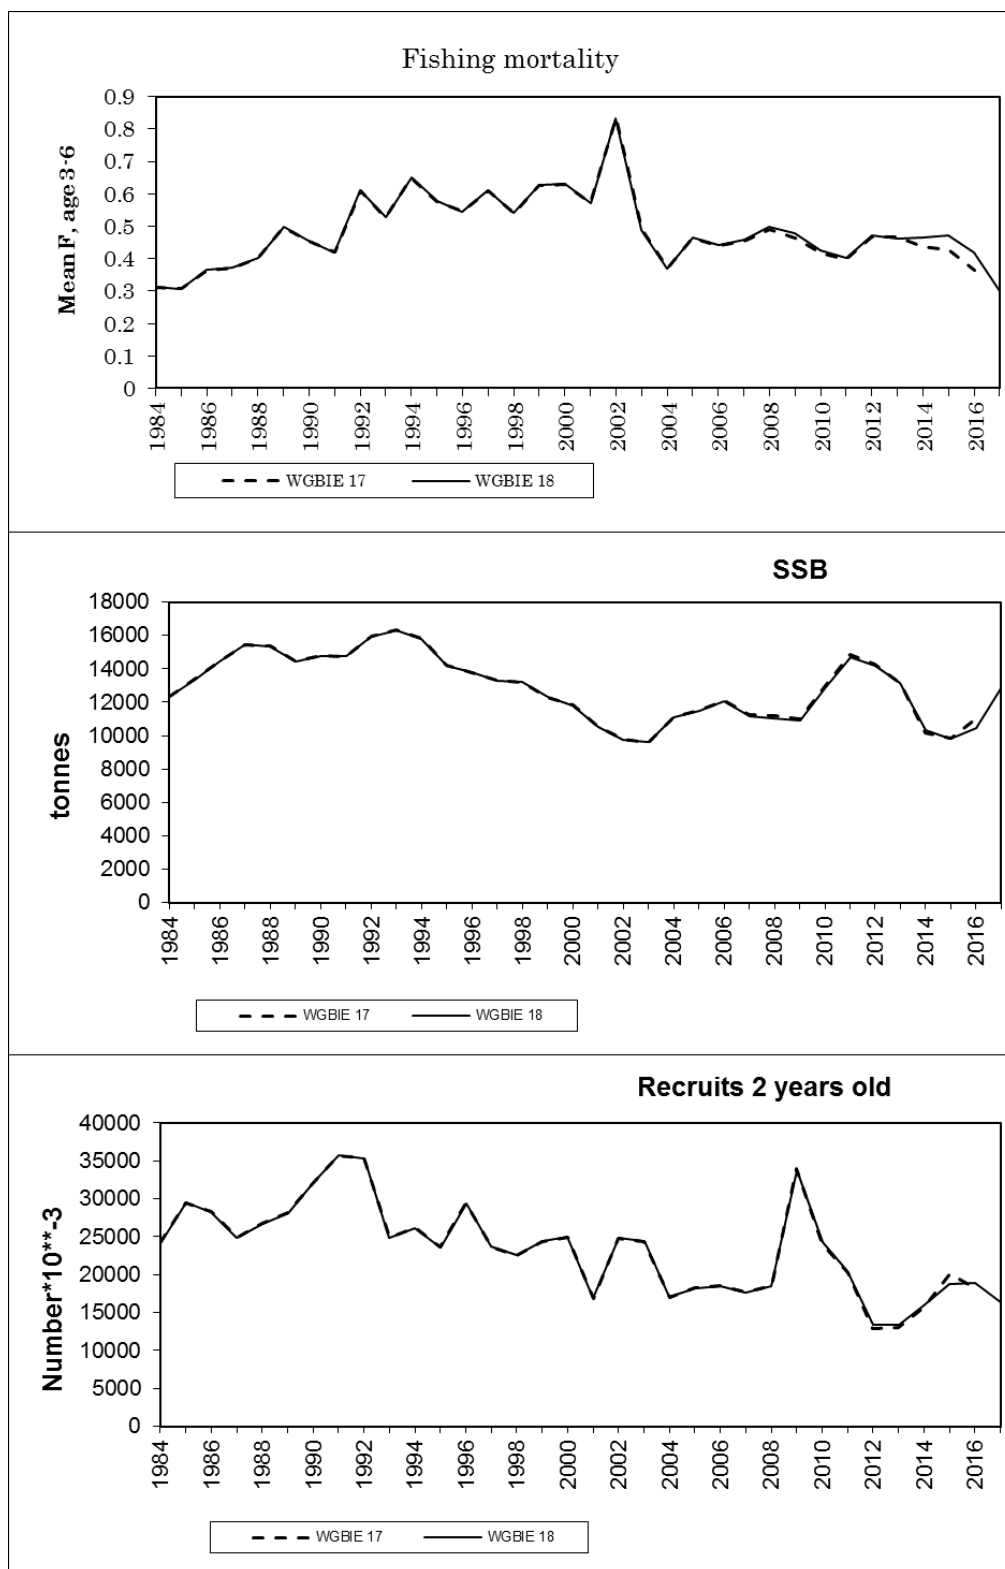 Fishing mortality
Mean F, age 3-6
0.9
0.8
0.7
0.6
0.5
0.4
0.3
0.2
0.1
0
1984 1986 1988 1990 1992 1994 1996 1998 2000 2002 2004 2006 2008 2010 2012 2014 2016
WGBIE 17 WGBIE 18
SSB
tonnes
18000
16000
14000
12000
10000
8000
6000
4000
2000
0
1984 1986 1988 1990 1992 1994 1996 1998 2000 2002 2004 2006 2008 2010 2012 2014 2016
WGBIE 17 WGBIE 18
Recruits 2 years old
Number*10**-3
40000
35000
30000
25000
20000
15000
10000
5000
0
1984 1986 1988 1990 1992 1994 1996 1998 2000 2002 2004 2006 2008 2010 2012 2014 2016
WGBIE 17 WGBIE 18